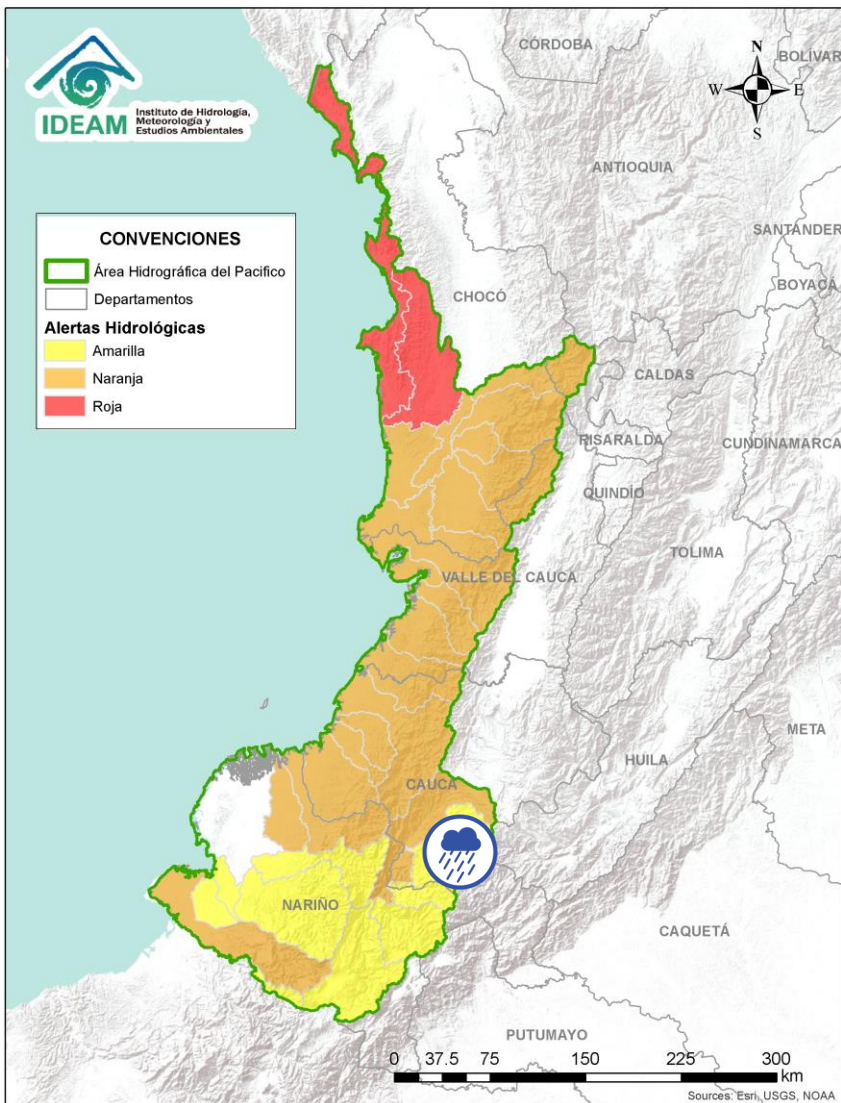 IDEAM
Instituto de Hidrología,
Meteorología y
Estudios Ambientales
CÓRDOBA
BOLÍVAR
N
W
E
S
ANTIOQUIA
SANTANDER
BOYACÁ
CONVENCIONES
Área Hidrográfica del Pacifico
Departamentos
Alertas Hidrológicas
Amarilla
Naranja
Roja
CHOCÓ
CALDAS
RISARALDA
CUNDINAMARCA
QUINDÍO
TOLIMA
VALLE DEL CAUCA
META
HUILA
CAUCA
NARIÑO
CAQUETÁ
PUTUMAYO
0 37.5 75 150 225 300
km
Sources: Esri, USGS, NOAA